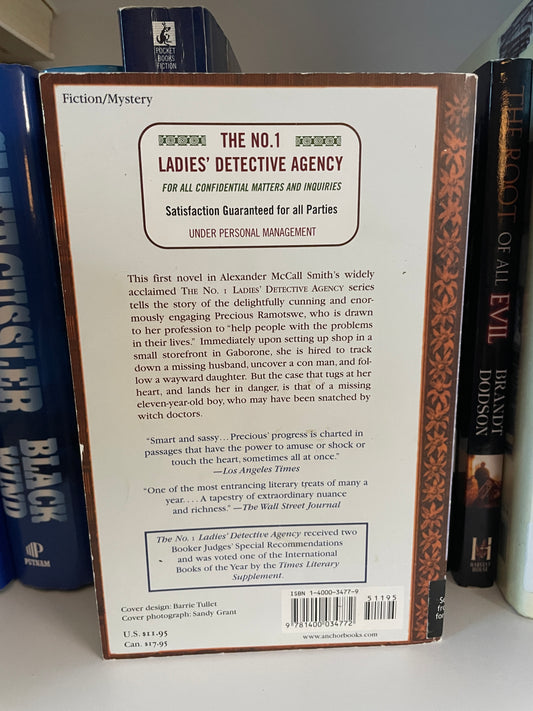 POCKET
BOOKS
FICTION
CUSSLER
BLACK
WIND
PUTNAM
Fiction/Mystery
THE NO.1
LADIES' DETECTIVE AGENCY
FOR ALL CONFIDENTIAL MATTERS AND INQUIRIES
Satisfaction Guaranteed for all Parties
UNDER PERSONAL MANAGEMENT
This first novel in Alexander McCall Smith's widely
acclaimed THE NO. 1 LADIES' DETECTIVE AGENCY series
tells the story of the delightfully cunning and enor-
mously engaging Precious Ramotswe, who is drawn
to her profession to "help people with the problems
in their lives." Immediately upon setting up shop in a
small storefront in Gaborone, she is hired to track
down a missing husband, uncover a con man, and fol-
low a wayward daughter. But the case that tugs at her
heart, and lands her in danger, is that of a missing
eleven-year-old boy, who may have been snatched by
witch doctors.
"Smart and sassy... Precious' progress is charted in
passages that have the power to amuse or shock or
touch the heart, sometimes all at once."
—Los Angeles Times
"One of the most entrancing literary treats of many a
year.... A tapestry of extraordinary nuance
and richness." —The Wall Street Journal
The No. 1 Ladies' Detective Agency received two
Booker Judges' Special Recommendations
and was voted one of the International
Books of the Year by the Times Literary
Supplement.
Cover design: Barrie Tullet
Cover photograph: Sandy Grant
U.S. $11.95
Can. $17.95
ISBN 1-4000-3477-9
51195
9 781400 034772
www.anchorbooks.com
THE ROOT OF ALL EVIL
BRANDT
DODSON
HARVEST
HOUSE